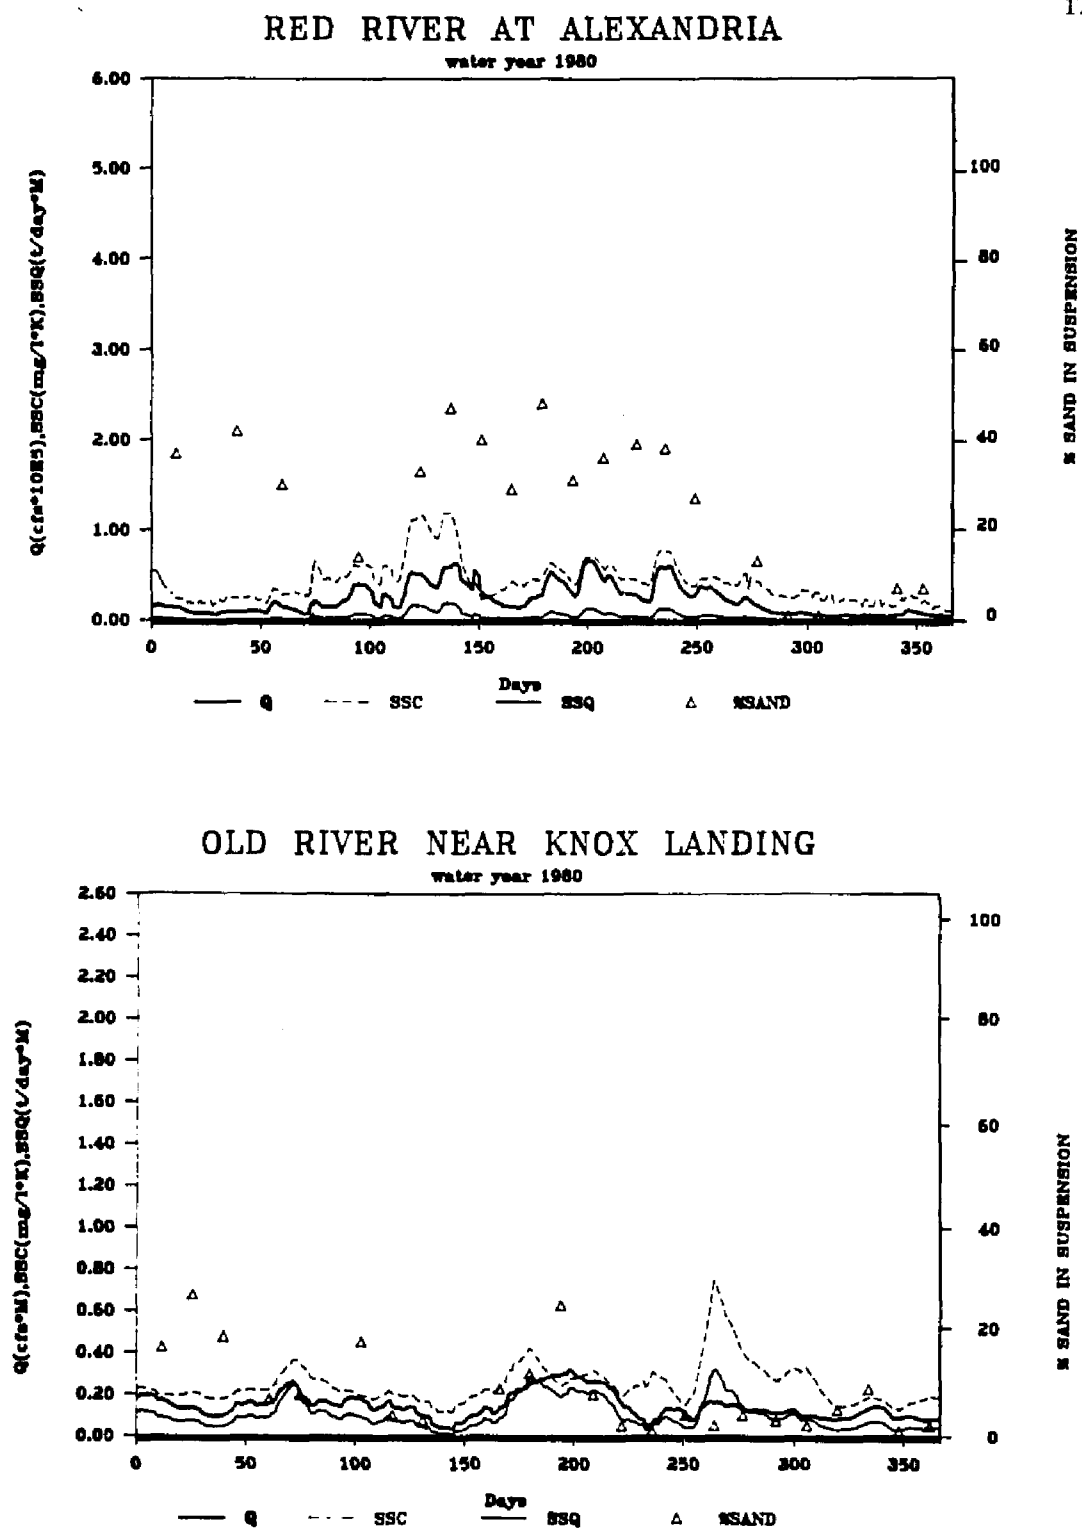 RED RIVER AT ALEXANDRIA
water year 1980
6.00
5.00
4.00
3.00
2.00
1.00
0.00
Q(cfs*10E5),SSC(mg/l*K),SSQ(t/day*M)
100
80
60
40
20
0
% SAND IN SUSPENSION
0 50 100 150 200 250 300 350
Days
Q SSC SSQ %SAND
OLD RIVER NEAR KNOX LANDING
water year 1980
2.60
2.40
2.20
2.00
1.80
1.60
1.40
1.20
1.00
0.80
0.60
0.40
0.20
0.00
Q(cfs*M),SSC(mg/l*K),SSQ(t/day*M)
100
80
60
40
20
0
% SAND IN SUSPENSION
0 50 100 150 200 250 300 350
Days
Q SSC SSQ %SAND